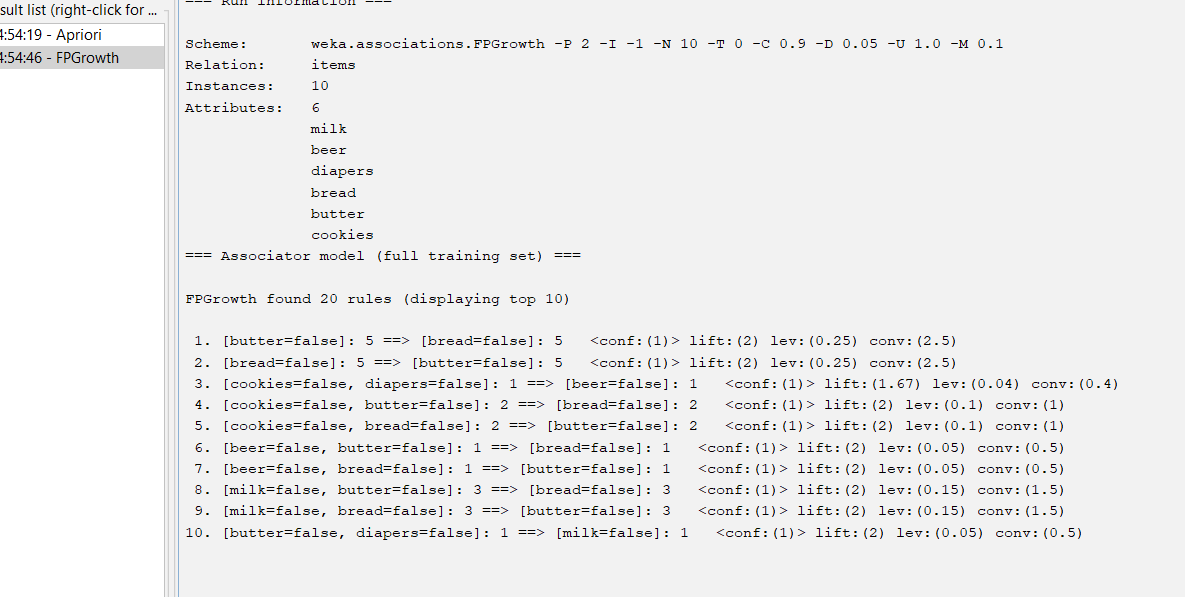 sult list (right-click for ...
4:54:19 - Apriori
4:54:46 - FPGrowth
=== Run information ===
Scheme: weka.associations.FPGrowth -P 2 -I -1 -N 10 -T 0 -C 0.9 -D 0.05 -U 1.0 -M 0.1
Relation: items
Instances: 10
Attributes: 6
milk
beer
diapers
bread
butter
cookies
=== Associator model (full training set) ===
FPGrowth found 20 rules (displaying top 10)
1. [butter=false]: 5 ==> [bread=false]: 5 <conf:(1)> lift:(2) lev:(0.25) conv:(2.5)
2. [bread=false]: 5 ==> [butter=false]: 5 <conf:(1)> lift:(2) lev:(0.25) conv:(2.5)
3. [cookies=false, diapers=false]: 1 ==> [beer=false]: 1 <conf:(1)> lift:(1.67) lev:(0.04) conv:(0.4)
4. [cookies=false, butter=false]: 2 ==> [bread=false]: 2 <conf:(1)> lift:(2) lev:(0.1) conv:(1)
5. [cookies=false, bread=false]: 2 ==> [butter=false]: 2 <conf:(1)> lift:(2) lev:(0.1) conv:(1)
6. [beer=false, butter=false]: 1 ==> [bread=false]: 1 <conf:(1)> lift:(2) lev:(0.05) conv:(0.5)
7. [beer=false, bread=false]: 1 ==> [butter=false]: 1 <conf:(1)> lift:(2) lev:(0.05) conv:(0.5)
8. [milk=false, butter=false]: 3 ==> [bread=false]: 3 <conf:(1)> lift:(2) lev:(0.15) conv:(1.5)
9. [milk=false, bread=false]: 3 ==> [butter=false]: 3 <conf:(1)> lift:(2) lev:(0.15) conv:(1.5)
10. [butter=false, diapers=false]: 1 ==> [milk=false]: 1 <conf:(1)> lift:(2) lev:(0.05) conv:(0.5)